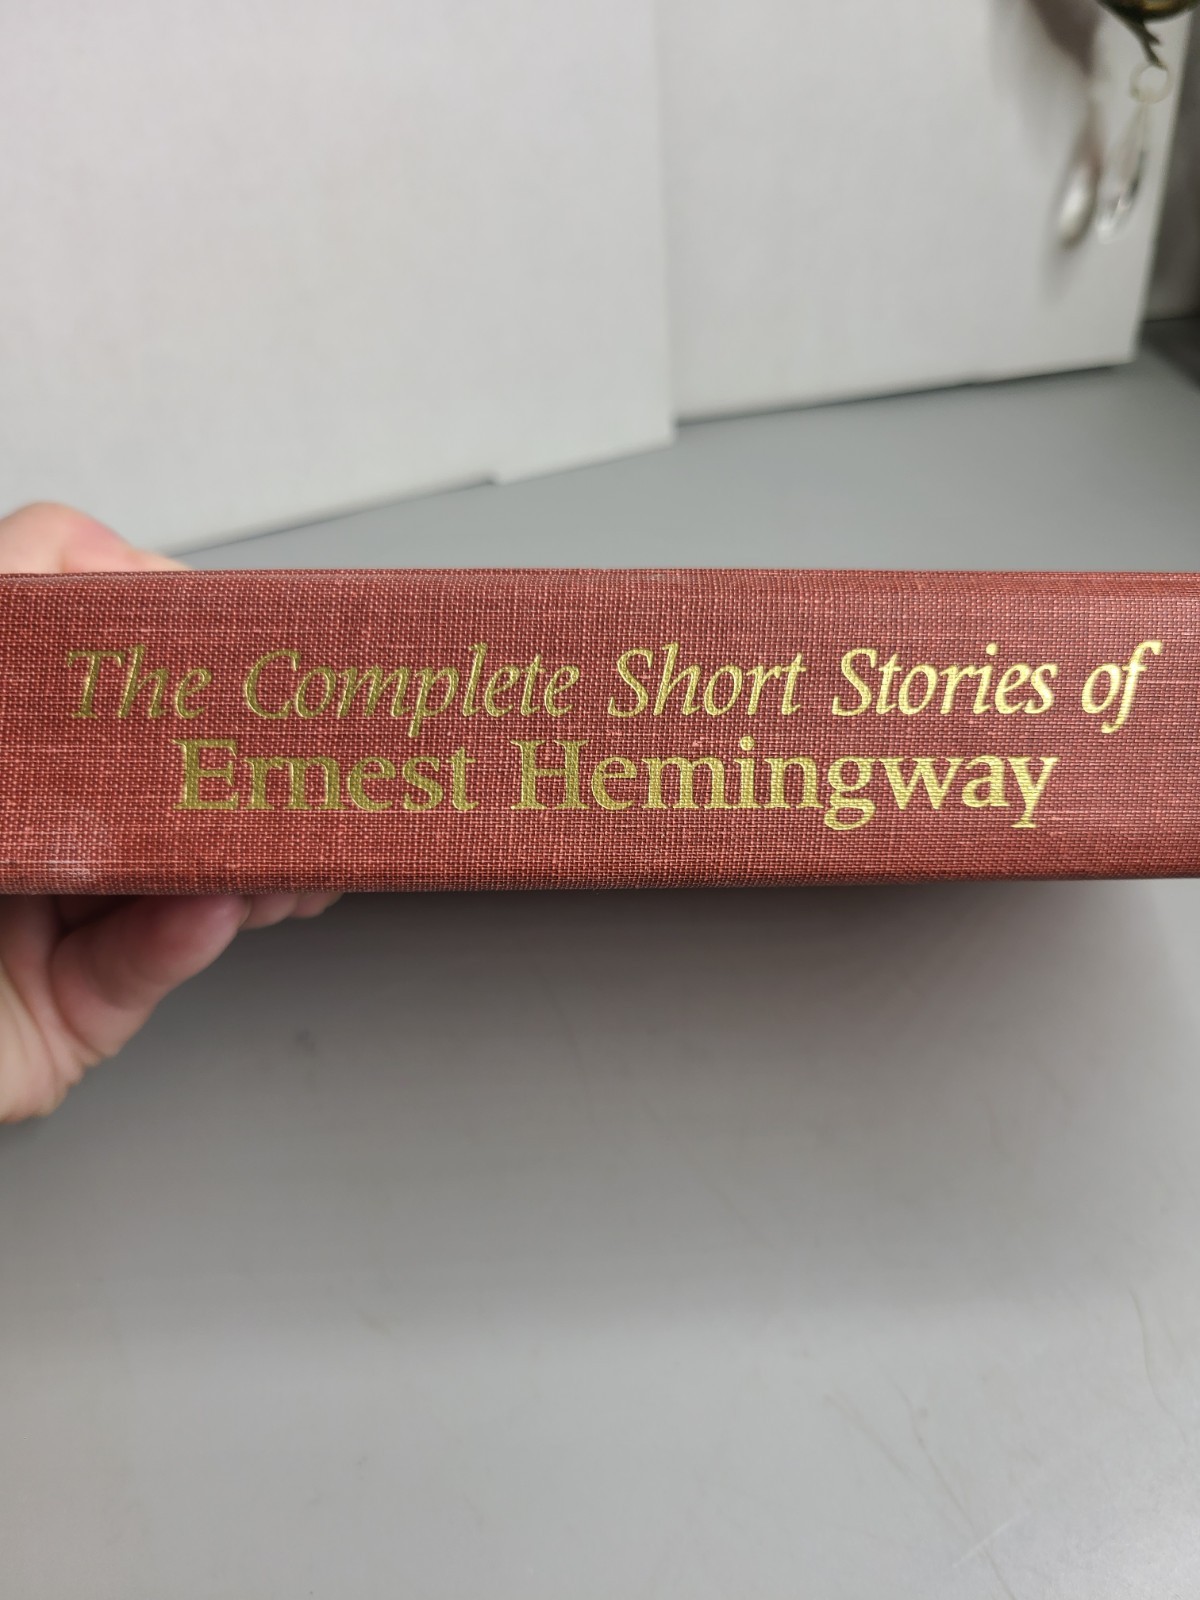 The Complete Short Stories of
Ernest Hemingway